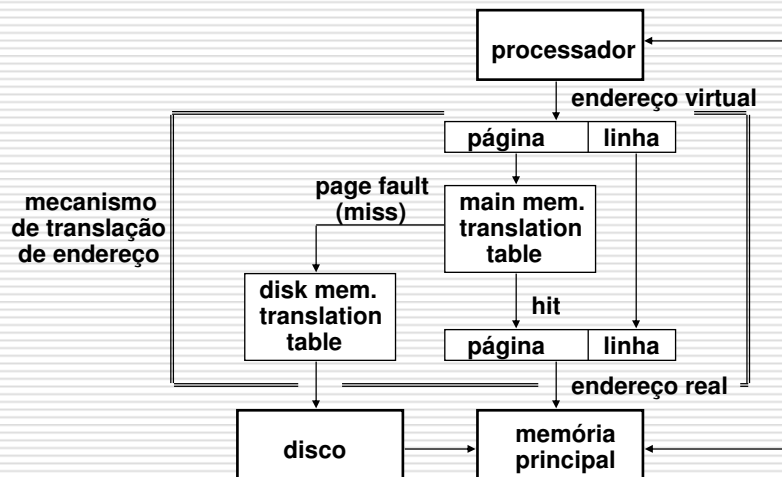 processador
endereço virtual
página linha
page fault
(miss)
main mem.
translation
table
mecanismo
de translação
de endereço
disk mem.
translation
table
hit
página linha
endereço real
disco
memória
principal